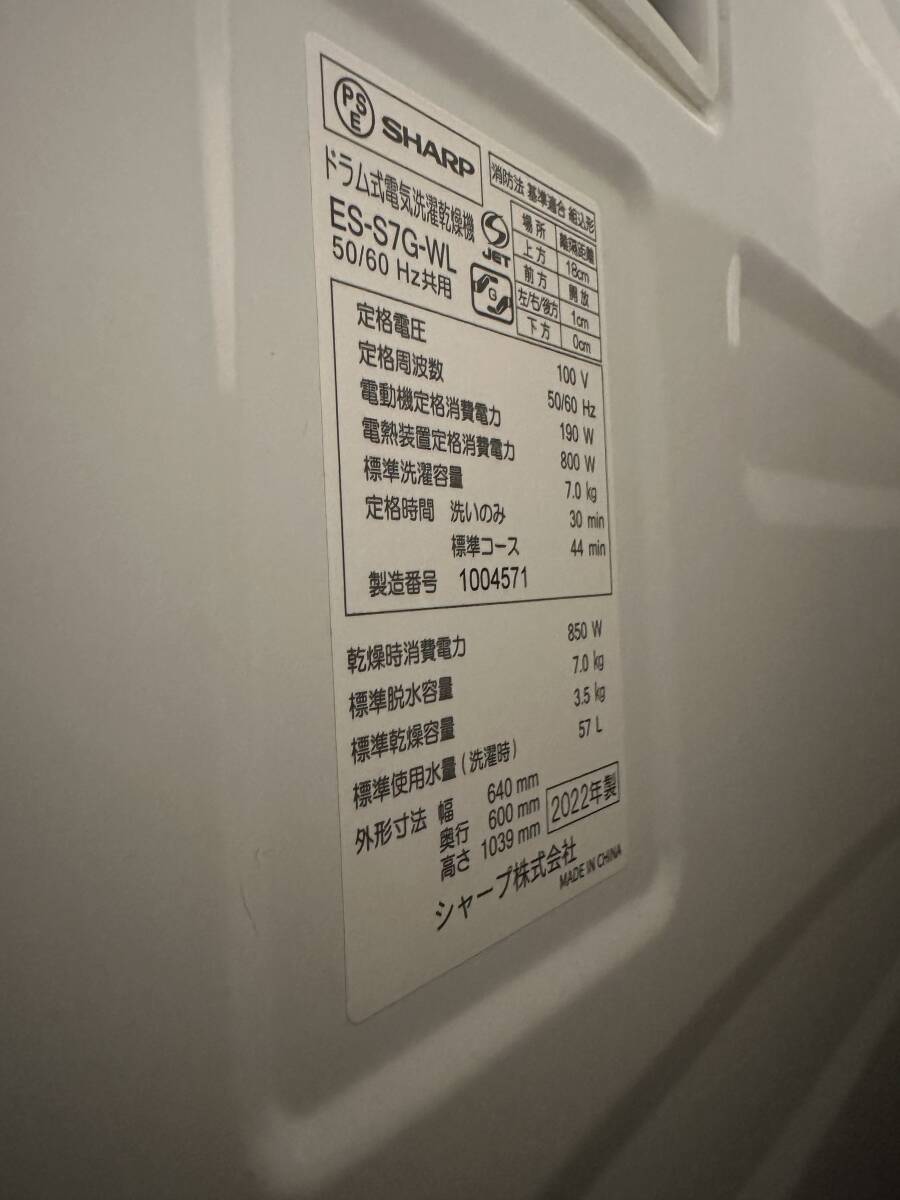 PS
E
SHARP
ドラム式電気洗濯乾燥機
ES-S7G-WL
50/60 Hz共用
JET
G
消防法 基準適合 組込形
場所 離隔距離
上方 18cm
前方 開放
左/右/後方 1cm
下方 0cm
定格電圧 100 V
定格周波数 50/60 Hz
電動機定格消費電力 190 W
電熱装置定格消費電力 800 W
標準洗濯容量 7.0 kg
定格時間 洗いのみ 30 min
標準コース 44 min
製造番号 1004571
乾燥時消費電力 850 W
標準脱水容量 7.0 kg
標準乾燥容量 3.5 kg
標準使用水量(洗濯時) 57 L
外形寸法 幅 640 mm
奥行 600 mm
高さ 1039 mm
2022年製
シャープ株式会社
MADE IN CHINA